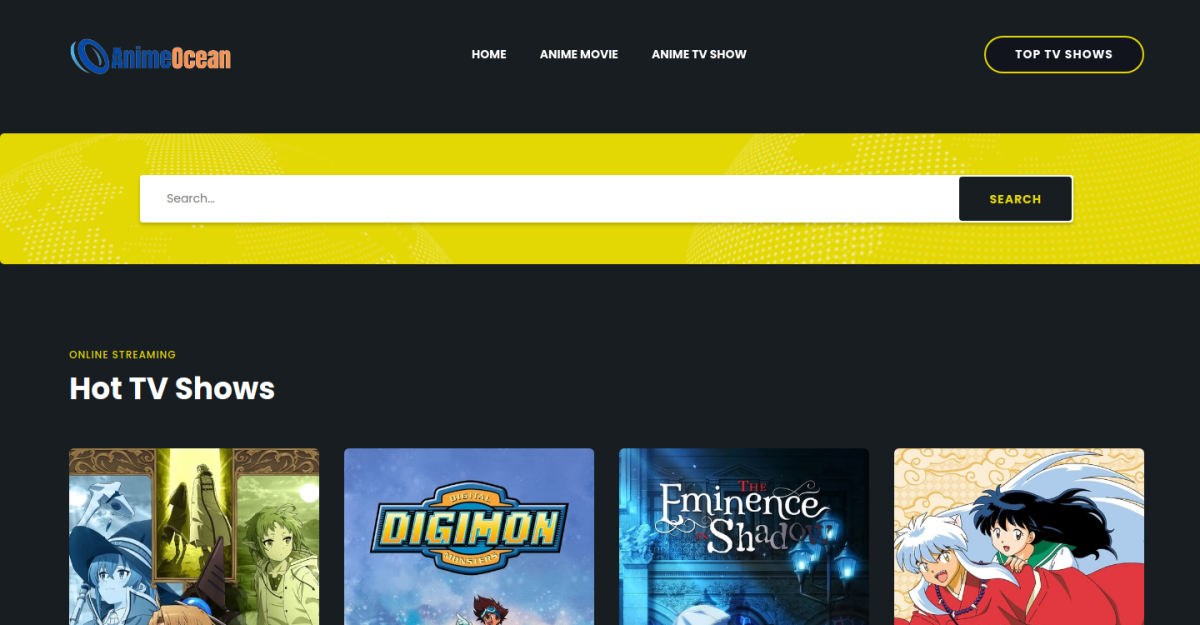 AnimeOcean
HOME
ANIME MOVIE
ANIME TV SHOW
TOP TV SHOWS
Search...
SEARCH
ONLINE STREAMING
Hot TV Shows
DIGITAL
DIGIMON
MONSTERS
THE
Eminence
IN
Shadow